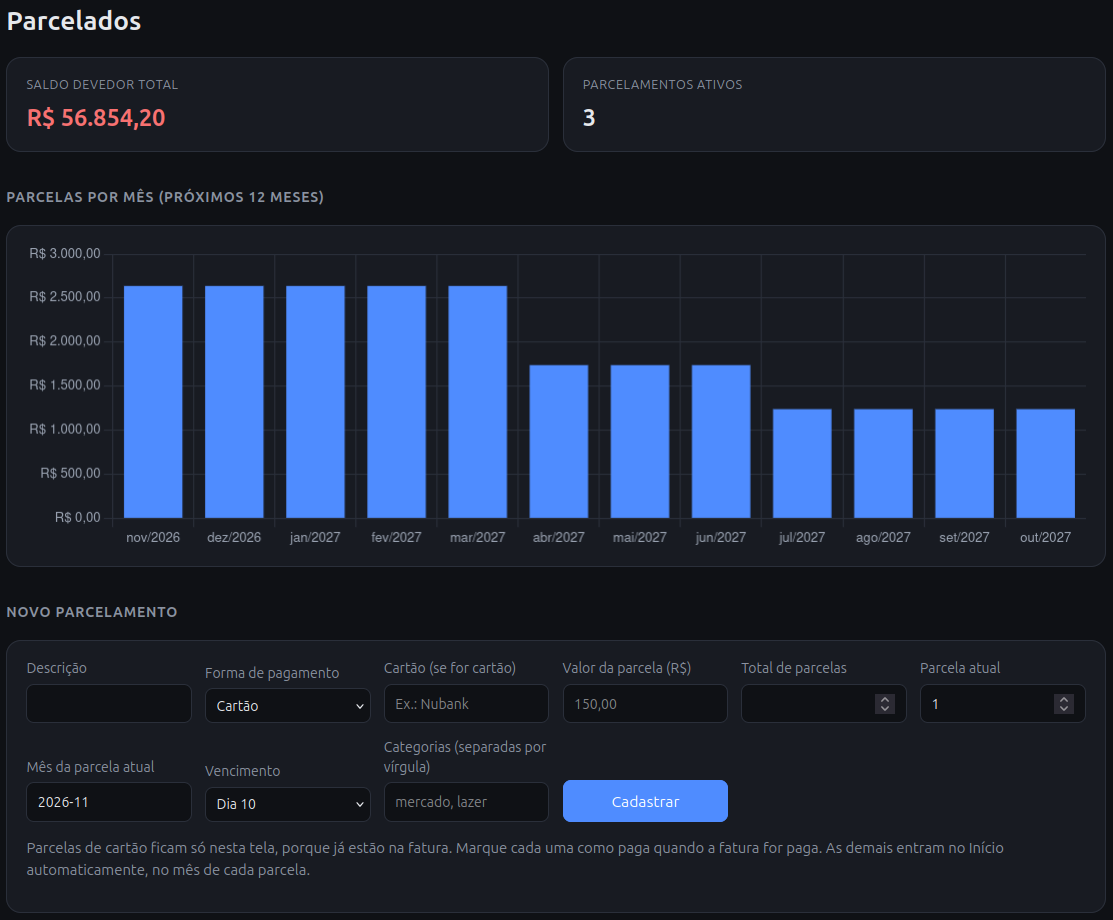 Parcelados
SALDO DEVEDOR TOTAL
R$ 56.854,20
PARCELAMENTOS ATIVOS
3
PARCELAS POR MÊS (PRÓXIMOS 12 MESES)
R$ 3.000,00
R$ 2.500,00
R$ 2.000,00
R$ 1.500,00
R$ 1.000,00
R$ 500,00
R$ 0,00
nov/2026 dez/2026 jan/2027 fev/2027 mar/2027 abr/2027 mai/2027 jun/2027 jul/2027 ago/2027 set/2027 out/2027
NOVO PARCELAMENTO
Descrição
Forma de pagamento
Cartão
Cartão (se for cartão)
Ex.: Nubank
Valor da parcela (R$)
150,00
Total de parcelas
Parcela atual
1
Mês da parcela atual
2026-11
Vencimento
Dia 10
Categorias (separadas por
vírgula)
mercado, lazer
Cadastrar
Parcelas de cartão ficam só nesta tela, porque já estão na fatura. Marque cada uma como paga quando a fatura for paga. As demais entram no Início
automaticamente, no mês de cada parcela.